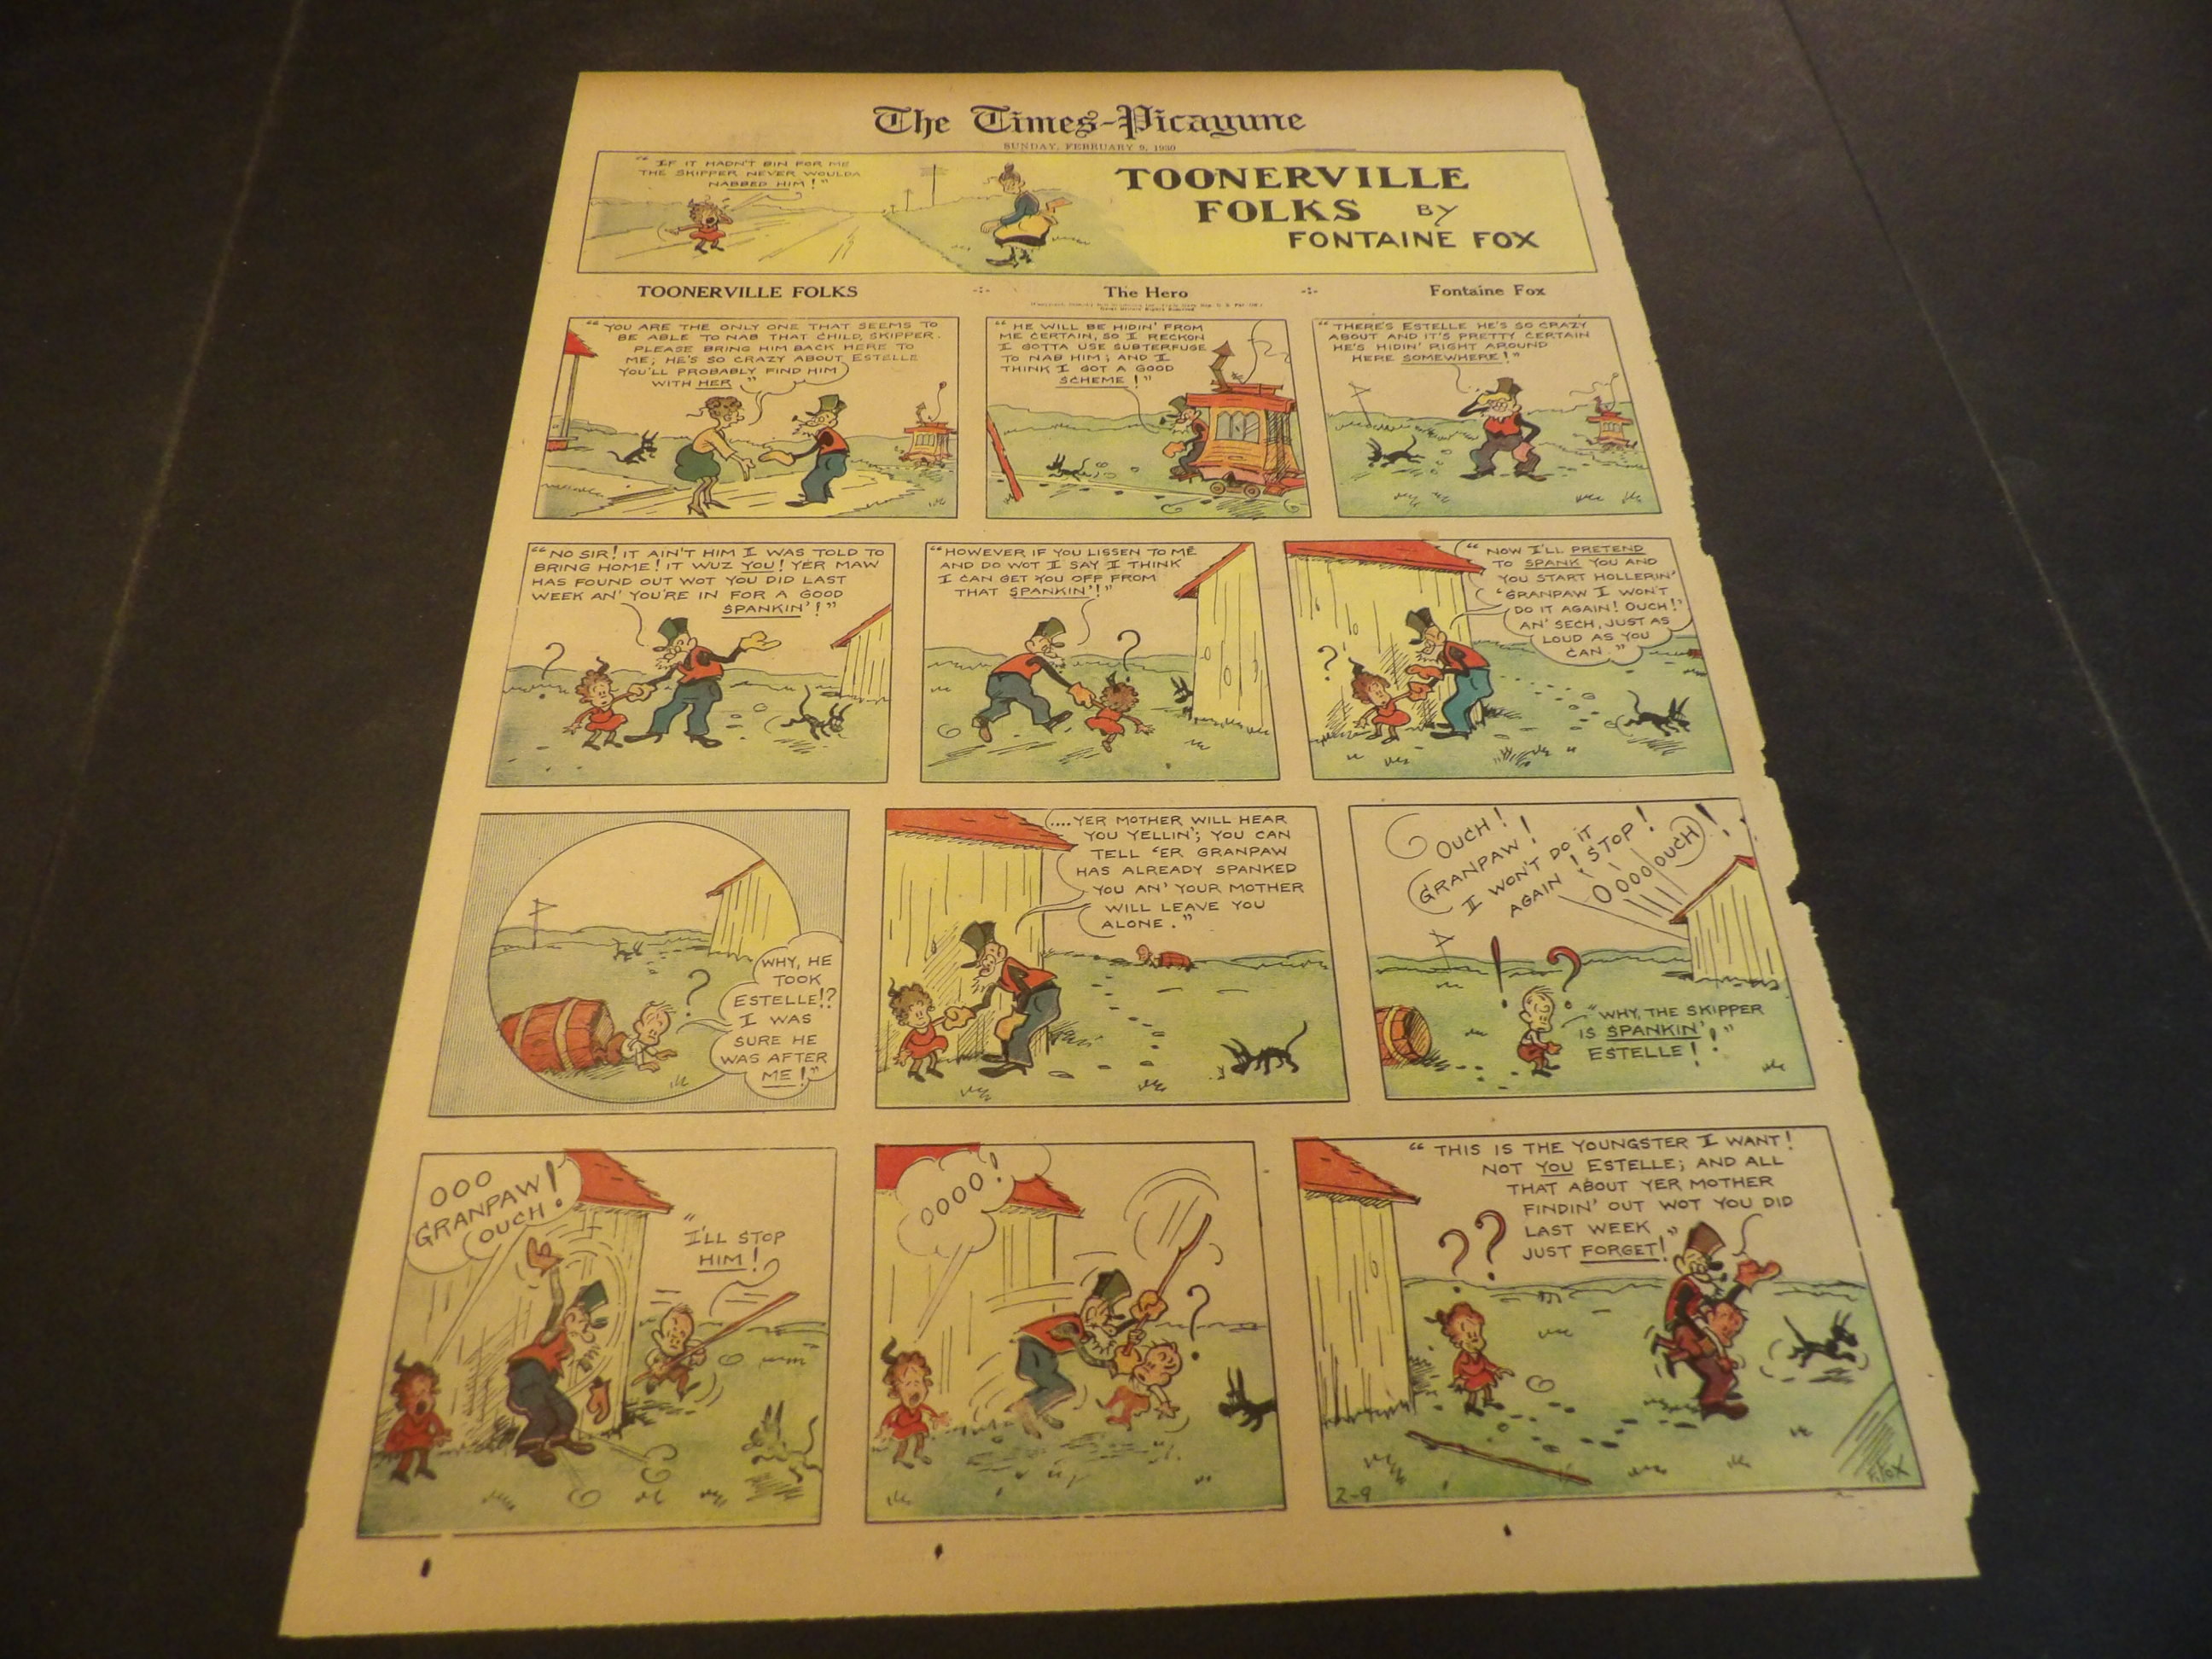 The Times-Picayune
SUNDAY, FEBRUARY 9, 1930
"IF IT HADN'T BIN FOR ME
THE SKIPPER NEVER WOULDA
NABBED HIM!"
TOONERVILLE
FOLKS BY
FONTAINE FOX
TOONERVILLE FOLKS -:- The Hero -:- Fontaine Fox
"YOU ARE THE ONLY ONE THAT SEEMS TO
BE ABLE TO NAB THAT CHILD, SKIPPER.
PLEASE BRING HIM BACK HERE TO
ME; HE'S SO CRAZY ABOUT ESTELLE
YOU'LL PROBABLY FIND HIM
WITH HER"
"HE WILL BE HIDIN' FROM
ME CERTAIN, SO I RECKON
I GOTTA USE SUBTERFUGE
TO NAB HIM; AND I
THINK I GOT A GOOD
SCHEME!"
"THERE'S ESTELLE HE'S SO CRAZY
ABOUT AND IT'S PRETTY CERTAIN
HE'S HIDIN' RIGHT AROUND
HERE SOMEWHERE!"
"NO SIR! IT AIN'T HIM I WAS TOLD TO
BRING HOME! IT WUZ YOU! YER MAW
HAS FOUND OUT WOT YOU DID LAST
WEEK AN' YOU'RE IN FOR A GOOD
SPANKIN'!"
?
"HOWEVER IF YOU LISSEN TO ME
AND DO WOT I SAY I THINK
I CAN GET YOU OFF FROM
THAT SPANKIN'!"
?
"NOW I'LL PRETEND
TO SPANK YOU AND
YOU START HOLLERIN'
'GRANPAW I WON'T
DO IT AGAIN! OUCH!'
AN' SECH, JUST AS
LOUD AS YOU
CAN."
?
?
WHY, HE
TOOK
ESTELLE!?
I WAS
SURE HE
WAS AFTER
ME!"
....YER MOTHER WILL HEAR
YOU YELLIN'; YOU CAN
TELL 'ER GRANPAW
HAS ALREADY SPANKED
YOU AN' YOUR MOTHER
WILL LEAVE YOU
ALONE."
OUCH!
GRANPAW!
I WON'T DO IT
AGAIN! STOP!
OOOOOUCH!!
! ?
"WHY, THE SKIPPER
IS SPANKIN'
ESTELLE!!"
OOO
GRANPAW!
OUCH!
"I'LL STOP
HIM!
OOOO!
?
"THIS IS THE YOUNGSTER I WANT!
NOT YOU ESTELLE; AND ALL
THAT ABOUT YER MOTHER
FINDIN' OUT WOT YOU DID
LAST WEEK
JUST FORGET!"
??
2-9
F. FOX